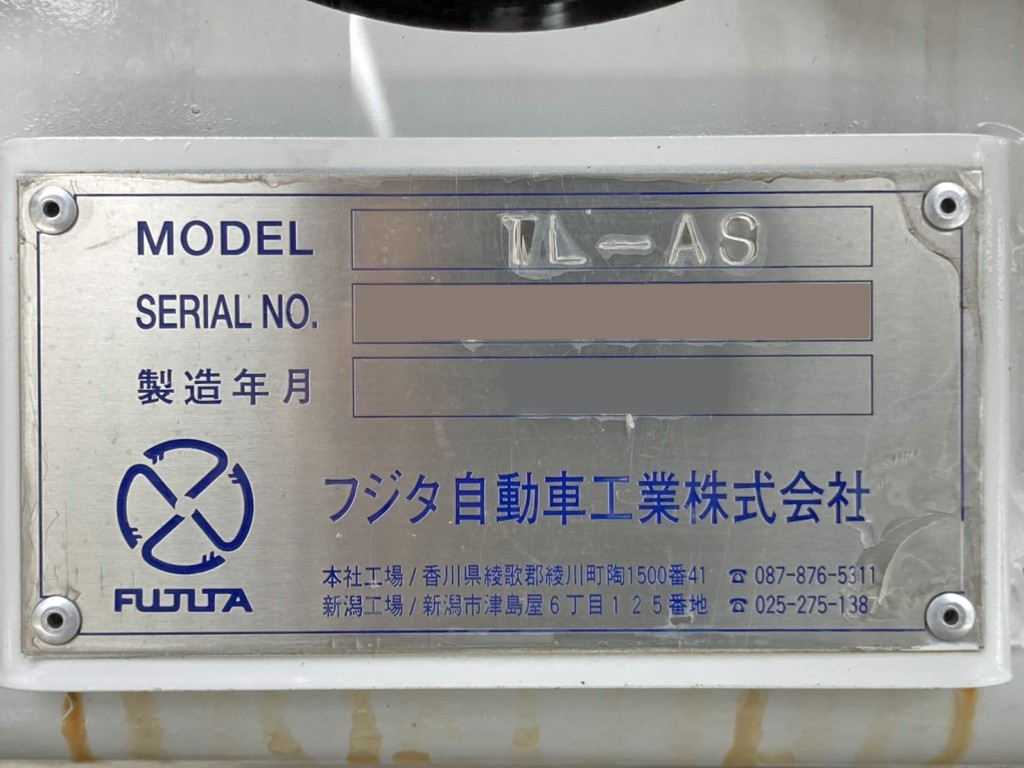 MODEL TL-AS
SERIAL NO.
製造年月
フジタ自動車工業株式会社
FUJITA
本社工場/香川県綾歌郡綾川町陶1500番41 ☎ 087-876-5311
新潟工場/新潟市津島屋6丁目125番地 ☎ 025-275-138